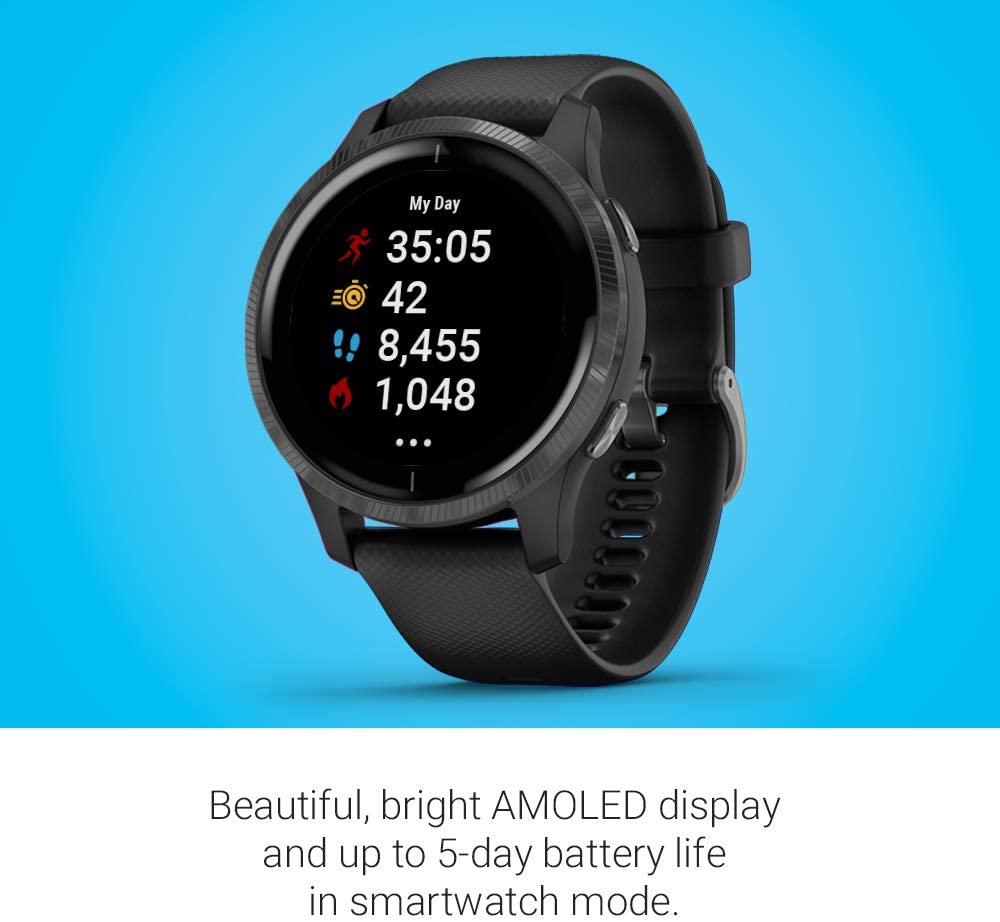 My Day
35:05
42
8,455
1,048
Beautiful, bright AMOLED display
and up to 5-day battery life
in smartwatch mode.